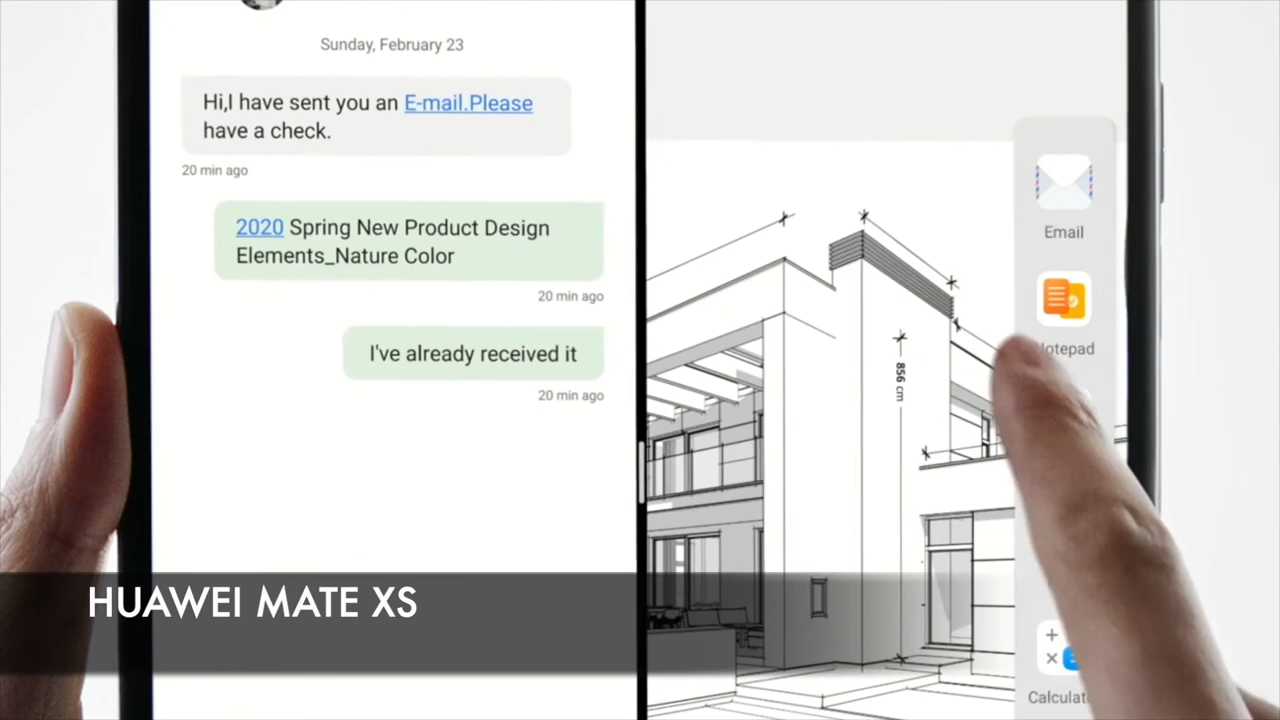 Sunday, February 23
Hi,I have sent you an E-mail.Please
have a check.
20 min ago
2020 Spring New Product Design
Elements_Nature Color
20 min ago
I've already received it
20 min ago
856 cm
Email
otepad
Calculat
HUAWEI MATE XS